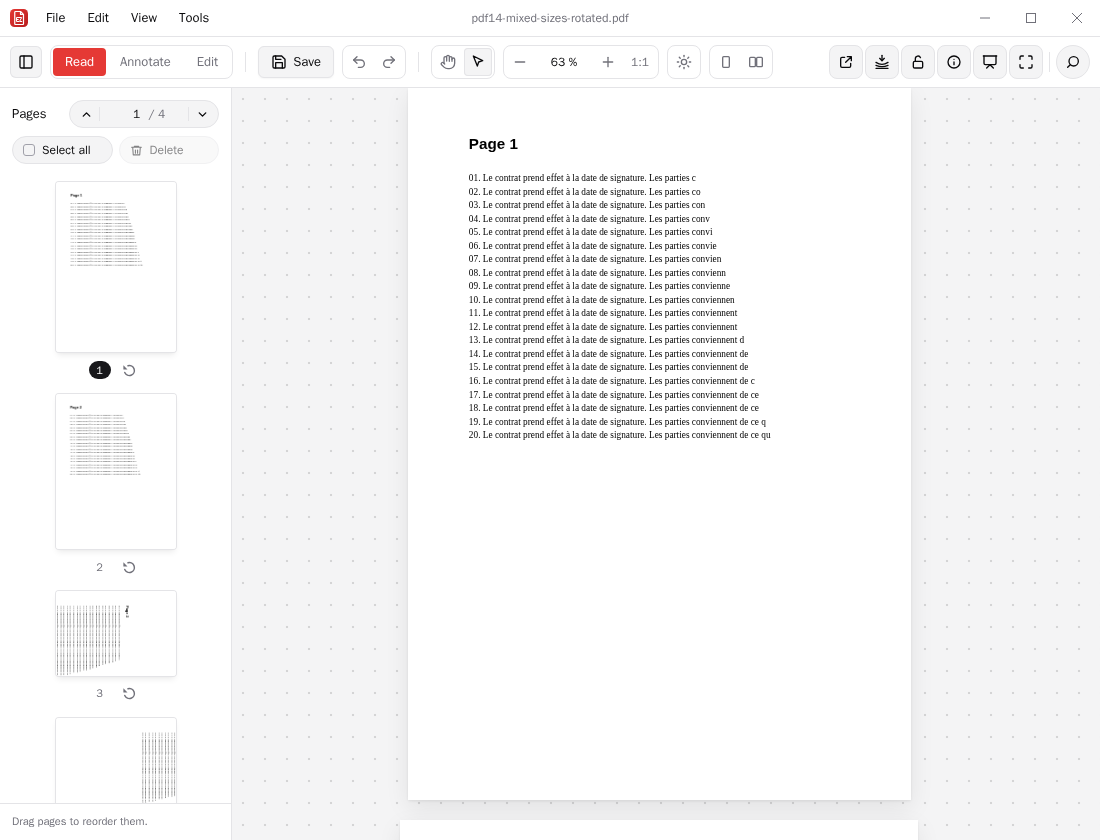 File Edit View Tools
pdf14-mixed-sizes-rotated.pdf
Read Annotate Edit
Save
63 %
1:1
Pages
1 / 4
Select all
Delete
Page 1
1
Page 2
2
3
Drag pages to reorder them.
Page 1
01. Le contrat prend effet à la date de signature. Les parties c
02. Le contrat prend effet à la date de signature. Les parties co
03. Le contrat prend effet à la date de signature. Les parties con
04. Le contrat prend effet à la date de signature. Les parties conv
05. Le contrat prend effet à la date de signature. Les parties convi
06. Le contrat prend effet à la date de signature. Les parties convie
07. Le contrat prend effet à la date de signature. Les parties convien
08. Le contrat prend effet à la date de signature. Les parties convienn
09. Le contrat prend effet à la date de signature. Les parties convienne
10. Le contrat prend effet à la date de signature. Les parties conviennen
11. Le contrat prend effet à la date de signature. Les parties conviennent
12. Le contrat prend effet à la date de signature. Les parties conviennent
13. Le contrat prend effet à la date de signature. Les parties conviennent d
14. Le contrat prend effet à la date de signature. Les parties conviennent de
15. Le contrat prend effet à la date de signature. Les parties conviennent de
16. Le contrat prend effet à la date de signature. Les parties conviennent de c
17. Le contrat prend effet à la date de signature. Les parties conviennent de ce
18. Le contrat prend effet à la date de signature. Les parties conviennent de ce
19. Le contrat prend effet à la date de signature. Les parties conviennent de ce q
20. Le contrat prend effet à la date de signature. Les parties conviennent de ce qu